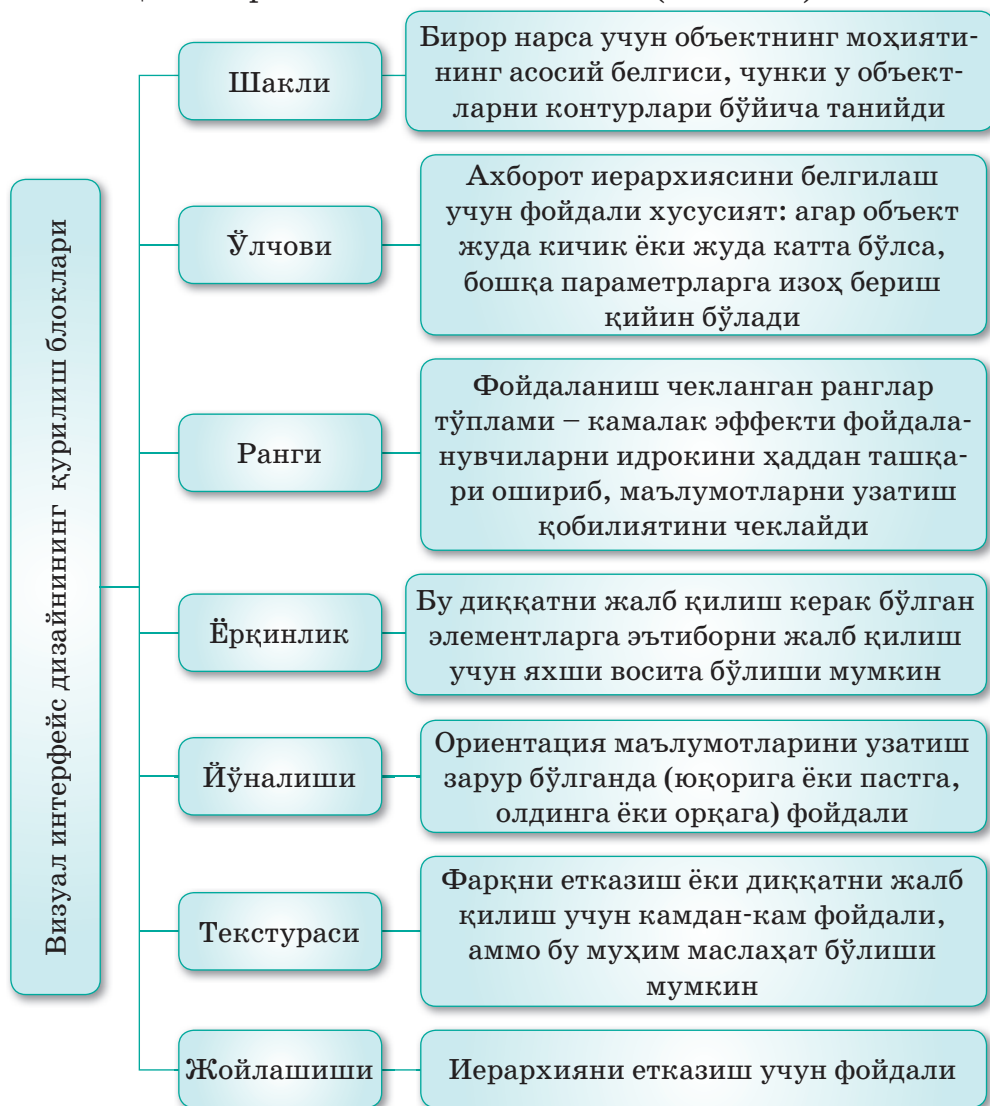 Шакли
Бирор нарса учун объектнинг моҳияти-
нинг асосий белгиси, чунки у объект-
ларни контурлари бўйича танийди
Визуал интерфейс дизайнининг қурилиш блоклари
Ўлчови
Ахборот иерархиясини белгилаш
учун фойдали хусусият: агар объект
жуда кичик ёки жуда катта бўлса,
бошқа параметрларга изоҳ бериш
қийин бўлади
Ранги
Фойдаланиш чекланган ранглар
тўплами – камалак эффекти фойдала-
нувчиларни идрокини ҳаддан ташқа-
ри ошириб, маълумотларни узатиш
қобилиятини чеклайди
Ёрқинлик
Бу диққатни жалб қилиш керак бўлган
элементларга эътиборни жалб қилиш
учун яхши восита бўлиши мумкин
Йўналиши
Ориентация маълумотларини узатиш
зарур бўлганда (юқорига ёки пастга,
олдинга ёки орқага) фойдали
Текстураси
Фарқни етказиш ёки диққатни жалб
қилиш учун камдан-кам фойдали,
аммо бу муҳим маслаҳат бўлиши
мумкин
Жойлашиши
Иерархияни етказиш учун фойдали